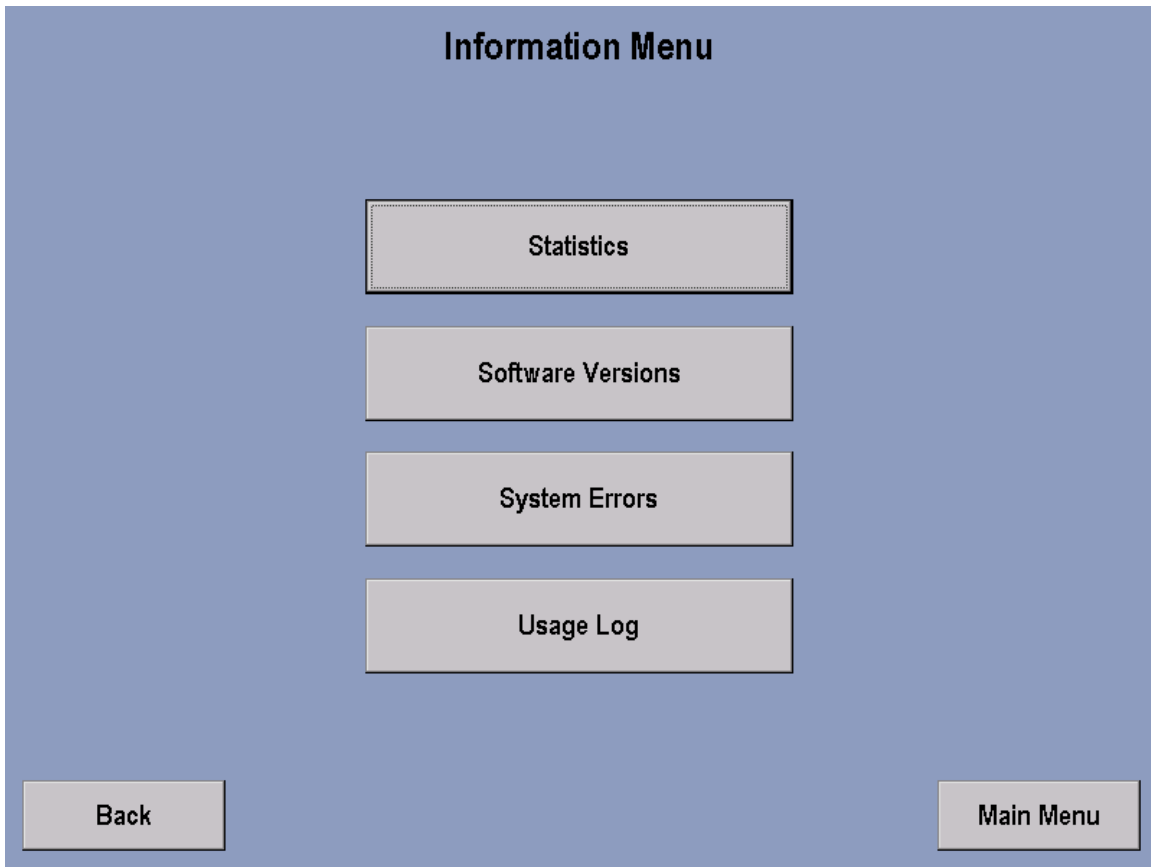 Information Menu
Statistics
Software Versions
System Errors
Usage Log
Back
Main Menu